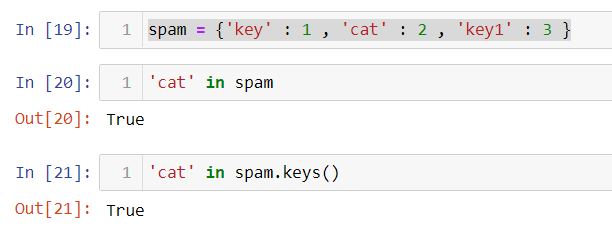 In [19]: 1 spam = {'key' : 1 , 'cat' : 2 , 'key1' : 3 }
In [20]: 1 'cat' in spam
Out[20]: True
In [21]: 1 'cat' in spam.keys()
Out[21]: True